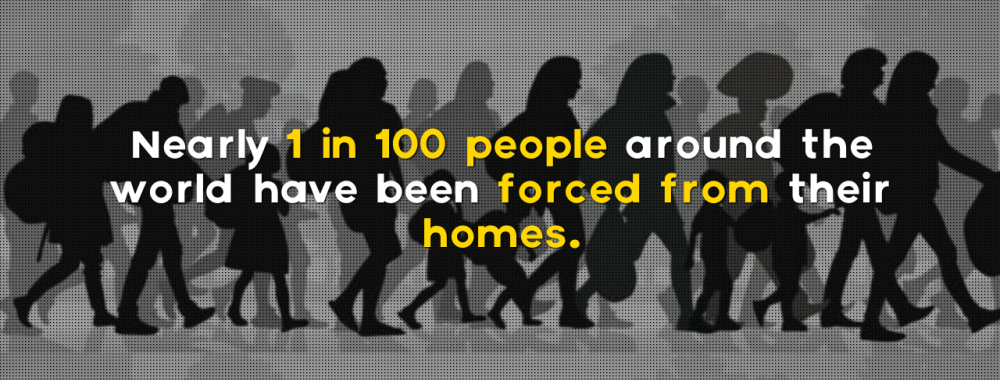 Nearly 1 in 100 people around the
world have been forced from their
homes.